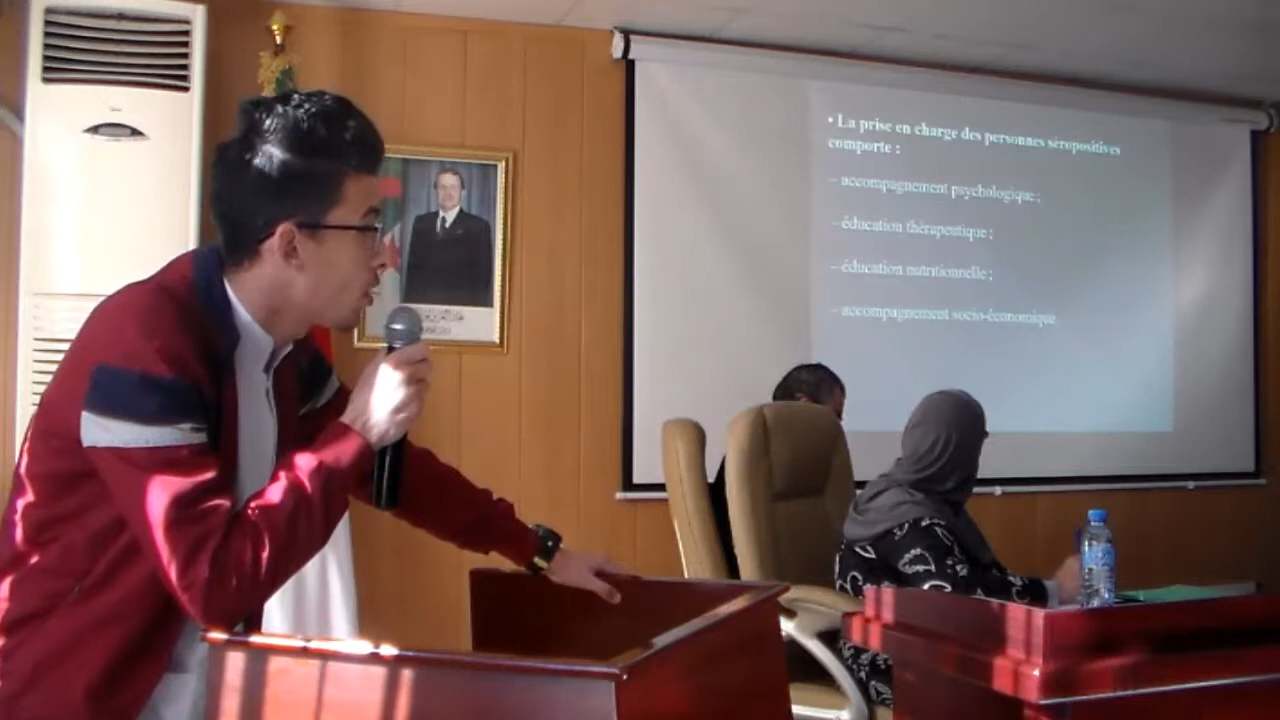 • La prise en charge des personnes séropositives
comporte :
– accompagnement psychologique ;
– éducation thérapeutique ;
– éducation nutritionnelle ;
– accompagnement socio-économique